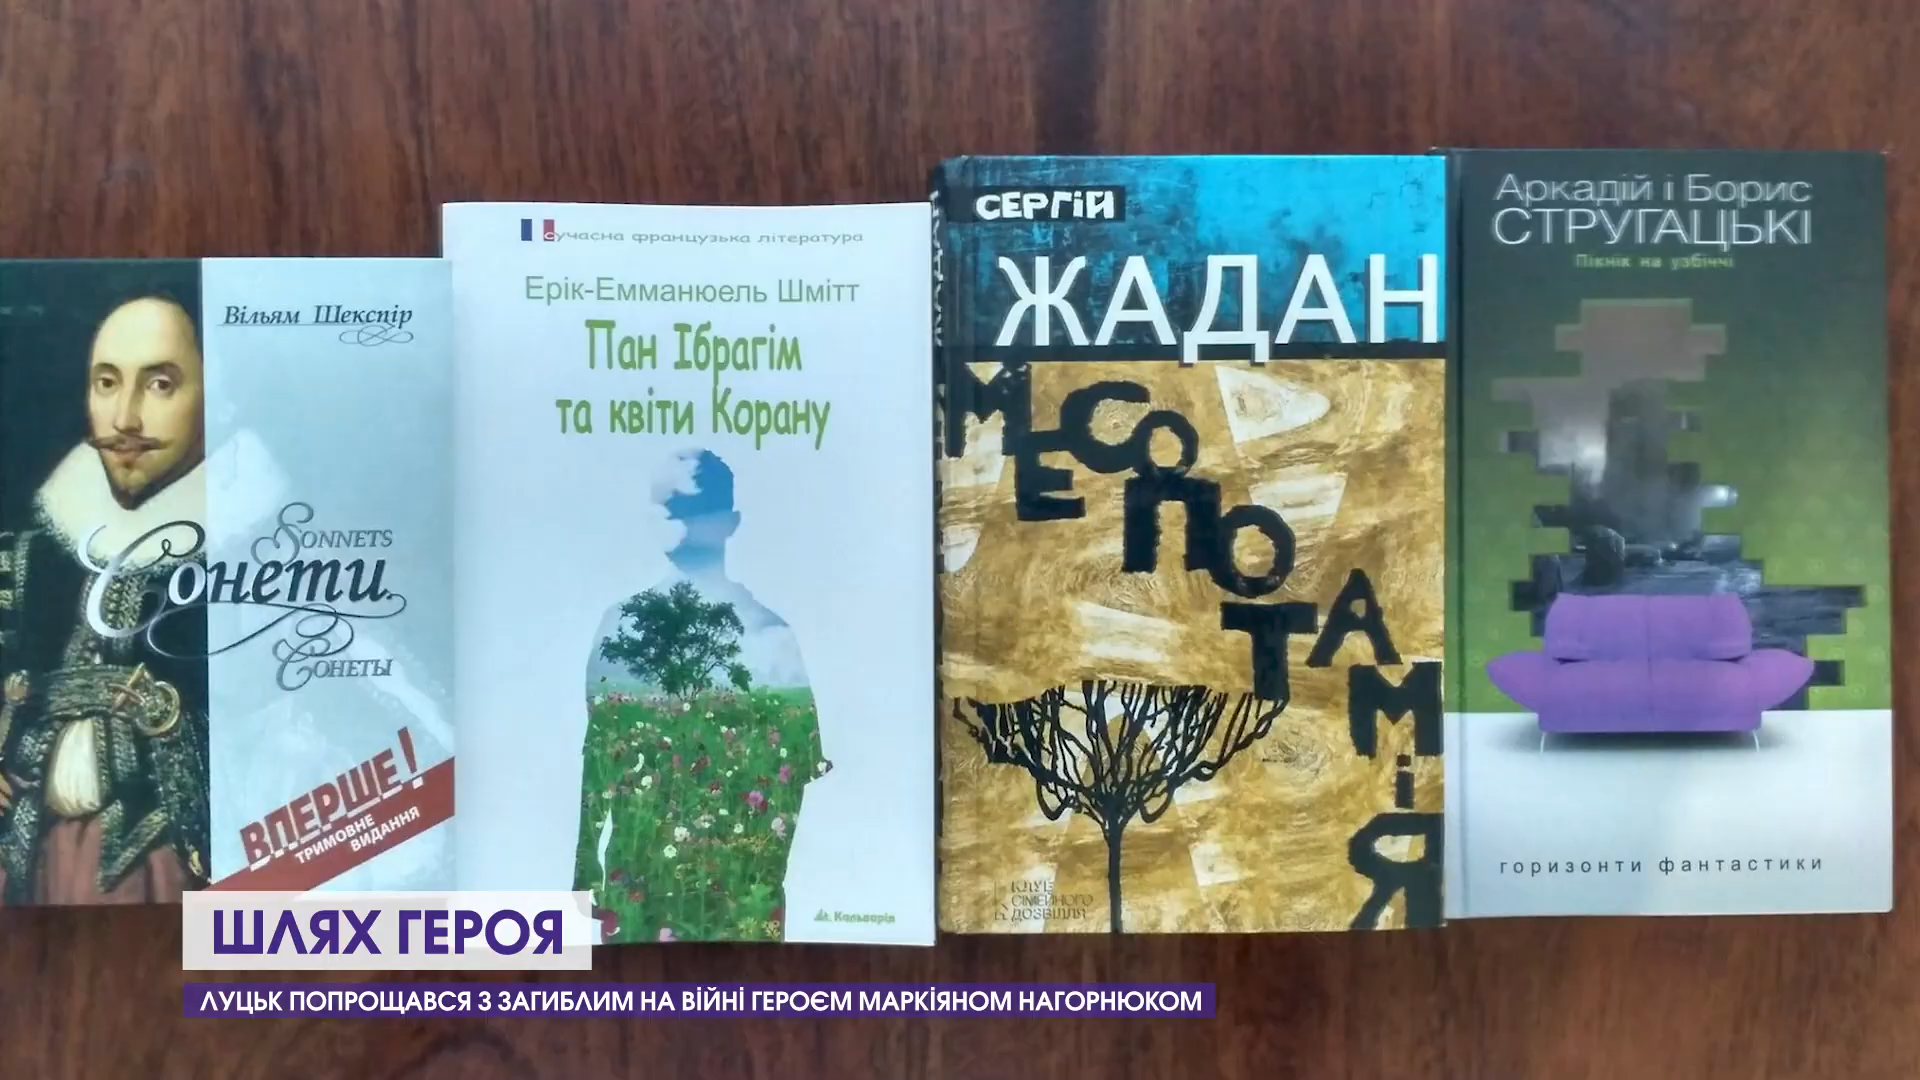 Вільям Шекспір
SONNETS
Сонети
СОНЕТЫ
ВПЕРШЕ!
ТРИМОВНЕ
ВИДАННЯ
сучасна французька література
Ерік-Емманюель Шмітт
Пан Ібрагім
та квіти Корану
Кальварія
СЕРГІЙ
ЖАДАН
МЕСОПОТАМІЯ
КЛУБ
СІМЕЙНОГО
ДОЗВІЛЛЯ
Аркадій і Борис
СТРУГАЦЬКІ
Пікнік на узбіччі
горизонти фантастики
ШЛЯХ ГЕРОЯ
ЛУЦЬК ПОПРОЩАВСЯ З ЗАГИБЛИМ НА ВІЙНІ ГЕРОЄМ МАРКІЯНОМ НАГОРНЮКОМ